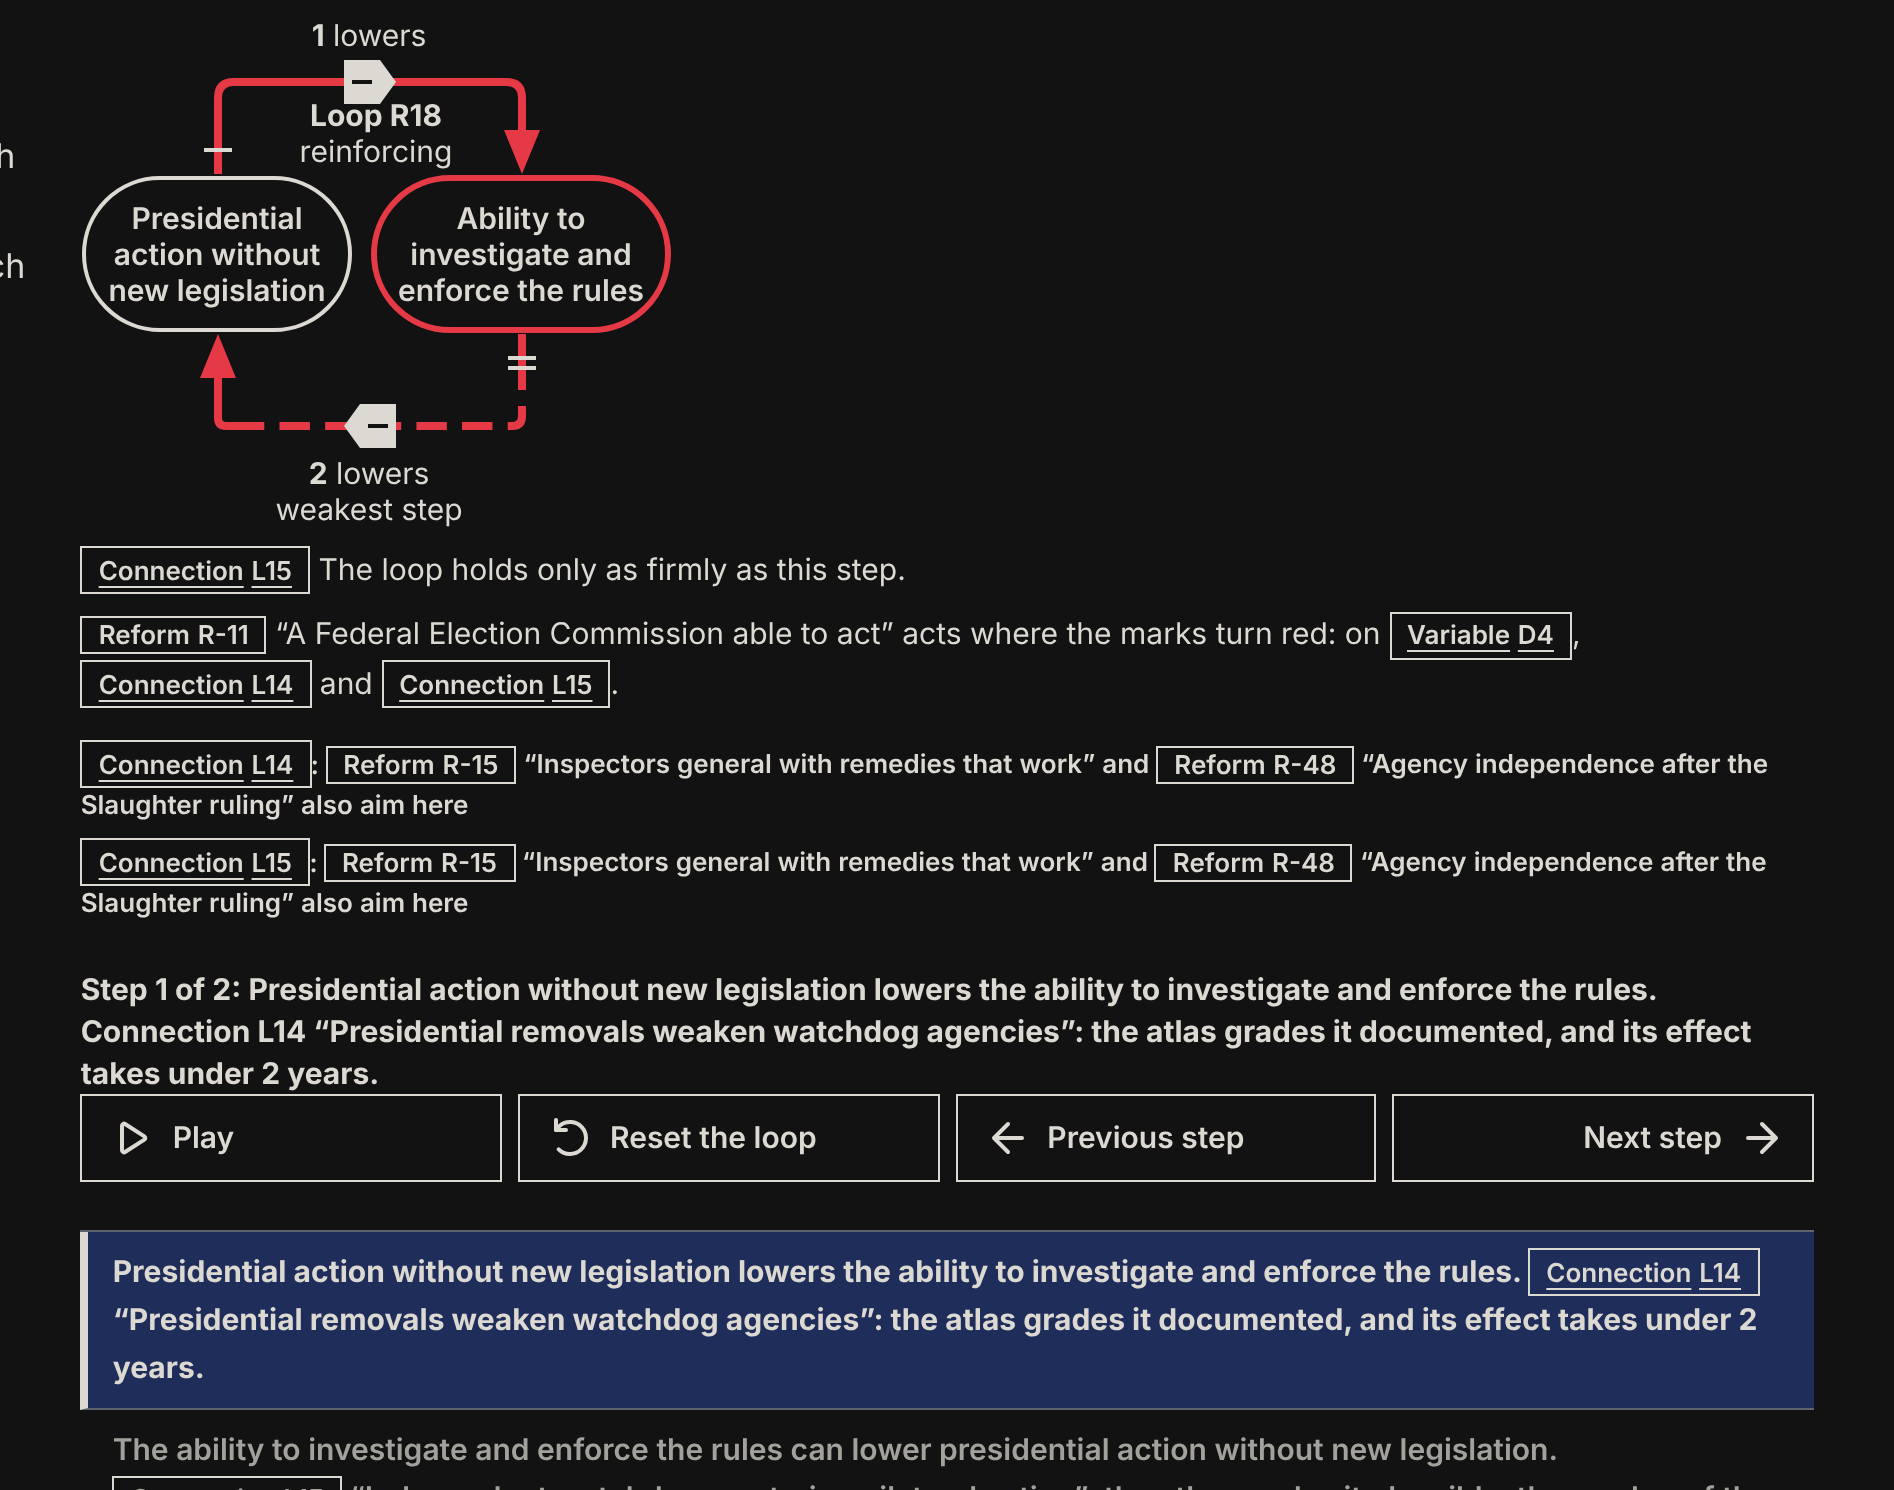 1 lowers
Loop R18
reinforcing
h
ch
Presidential
action without
new legislation
Ability to
investigate and
enforce the rules
2 lowers
weakest step
Connection L15 The loop holds only as firmly as this step.
Reform R-11 “A Federal Election Commission able to act” acts where the marks turn red: on Variable D4,
Connection L14 and Connection L15.
Connection L14: Reform R-15 “Inspectors general with remedies that work” and Reform R-48 “Agency independence after the
Slaughter ruling” also aim here
Connection L15: Reform R-15 “Inspectors general with remedies that work” and Reform R-48 “Agency independence after the
Slaughter ruling” also aim here
Step 1 of 2: Presidential action without new legislation lowers the ability to investigate and enforce the rules.
Connection L14 “Presidential removals weaken watchdog agencies”: the atlas grades it documented, and its effect
takes under 2 years.
Play
Reset the loop
Previous step
Next step
Presidential action without new legislation lowers the ability to investigate and enforce the rules. Connection L14
“Presidential removals weaken watchdog agencies”: the atlas grades it documented, and its effect takes under 2
years.
The ability to investigate and enforce the rules can lower presidential action without new legislation.